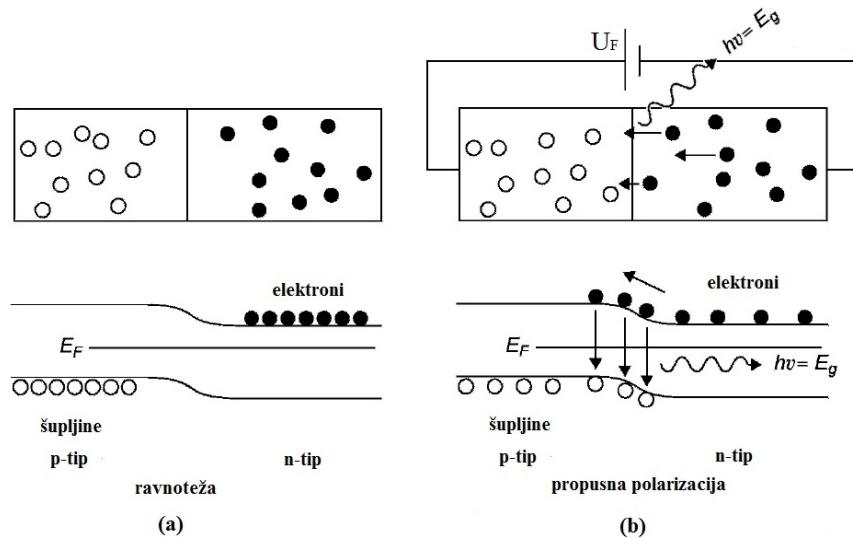 U_F
hν= E_g
elektroni
E_F
šupljine
p-tip
n-tip
ravnoteža
(a)
elektroni
E_F
hν= E_g
šupljine
p-tip
n-tip
propusna polarizacija
(b)